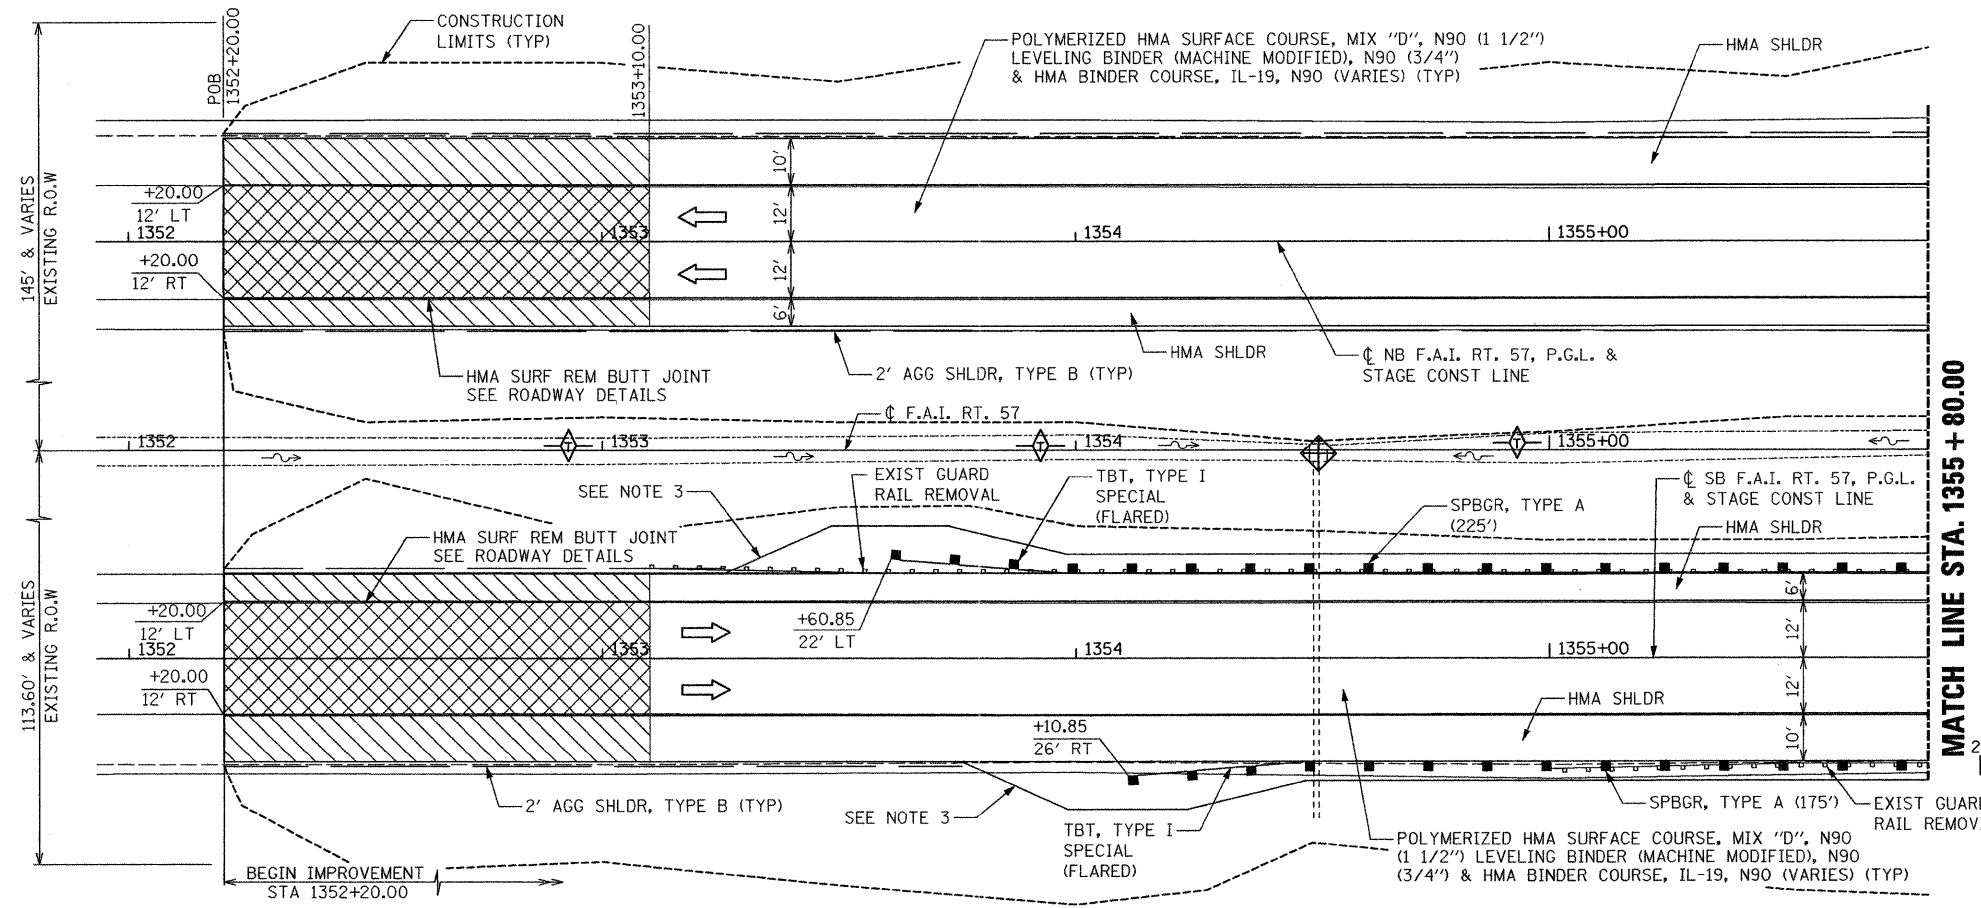 CONSTRUCTION
LIMITS (TYP)
POB
1352+20.00
1353+10.00
POLYMERIZED HMA SURFACE COURSE, MIX "D", N90 (1 1/2")
LEVELING BINDER (MACHINE MODIFIED), N90 (3/4")
& HMA BINDER COURSE, IL-19, N90 (VARIES) (TYP)
HMA SHLDR
145' & VARIES
EXISTING R.O.W
10'
12'
12'
6'
+20.00
12' LT
1352
1353
1354
1355+00
+20.00
12' RT
HMA SURF REM BUTT JOINT
SEE ROADWAY DETAILS
2' AGG SHLDR, TYPE B (TYP)
HMA SHLDR
℄ NB F.A.I. RT. 57, P.G.L. &
STAGE CONST LINE
℄ F.A.I. RT. 57
1352
T
1353
T
1354
T
1355+00
MATCH LINE STA. 1355+80.00
SEE NOTE 3
EXIST GUARD
RAIL REMOVAL
TBT, TYPE I
SPECIAL
(FLARED)
SPBGR, TYPE A
(225')
℄ SB F.A.I. RT. 57, P.G.L.
& STAGE CONST LINE
HMA SHLDR
HMA SURF REM BUTT JOINT
SEE ROADWAY DETAILS
113.60' & VARIES
EXISTING R.O.W
+20.00
12' LT
1352
1353
+60.85
22' LT
1354
1355+00
6'
12'
12'
10'
+20.00
12' RT
HMA SHLDR
+10.85
26' RT
2
2' AGG SHLDR, TYPE B (TYP)
SEE NOTE 3
TBT, TYPE I
SPECIAL
(FLARED)
SPBGR, TYPE A (175')
EXIST GUARD
RAIL REMOV
POLYMERIZED HMA SURFACE COURSE, MIX "D", N90
(1 1/2") LEVELING BINDER (MACHINE MODIFIED), N90
(3/4") & HMA BINDER COURSE, IL-19, N90 (VARIES) (TYP)
BEGIN IMPROVEMENT
STA 1352+20.00